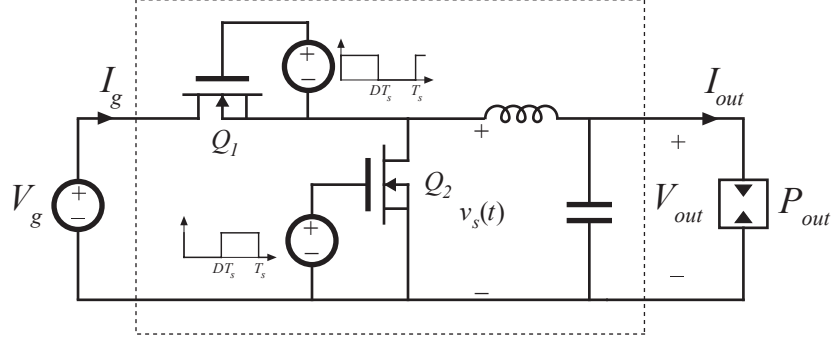 +
−
I_g
DT_s T_s
I_out
Q_1
+
+
Q_2
V_g
+
−
v_s(t)
V_out
P_out
+
−
DT_s T_s
−
−